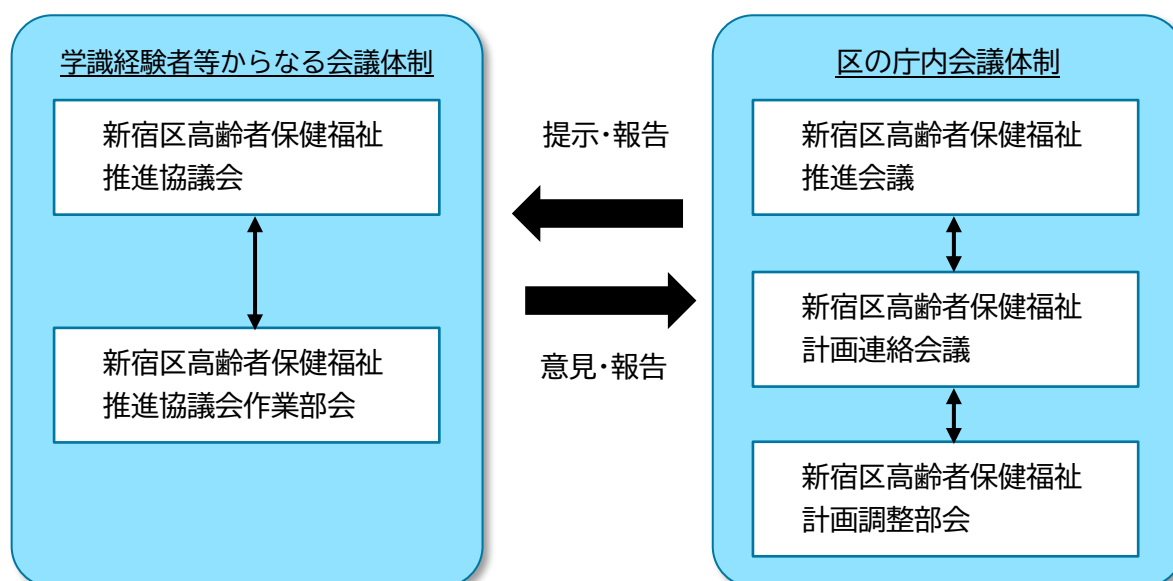 学識経験者等からなる会議体制
新宿区高齢者保健福祉
推進協議会
新宿区高齢者保健福祉
推進協議会作業部会
提示・報告
意見・報告
区の庁内会議体制
新宿区高齢者保健福祉
推進会議
新宿区高齢者保健福祉
計画連絡会議
新宿区高齢者保健福祉
計画調整部会